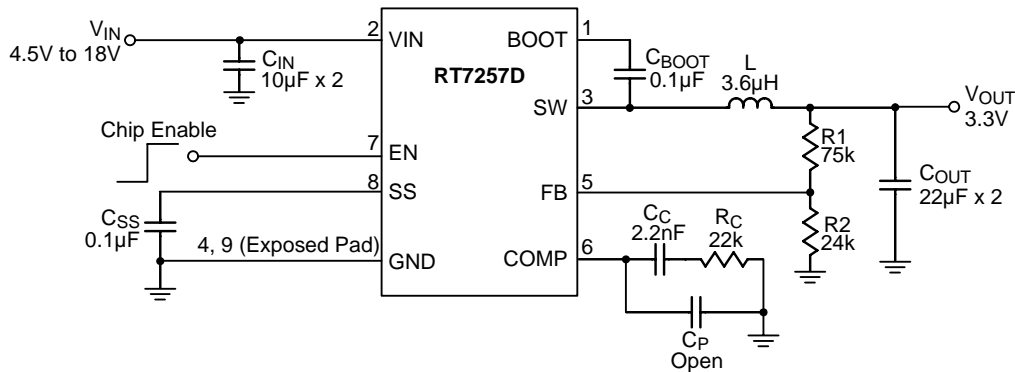 VIN
4.5V to 18V
CIN
10µF x 2
2
VIN
RT7257D
BOOT
1
CBOOT
0.1µF
L
3.6µH
SW
3
VOUT
3.3V
Chip Enable
7
EN
R1
75k
COUT
22µF x 2
8
SS
FB
5
CSS
0.1µF
CC
2.2nF
RC
22k
R2
24k
4, 9 (Exposed Pad)
GND
COMP
6
CP
Open